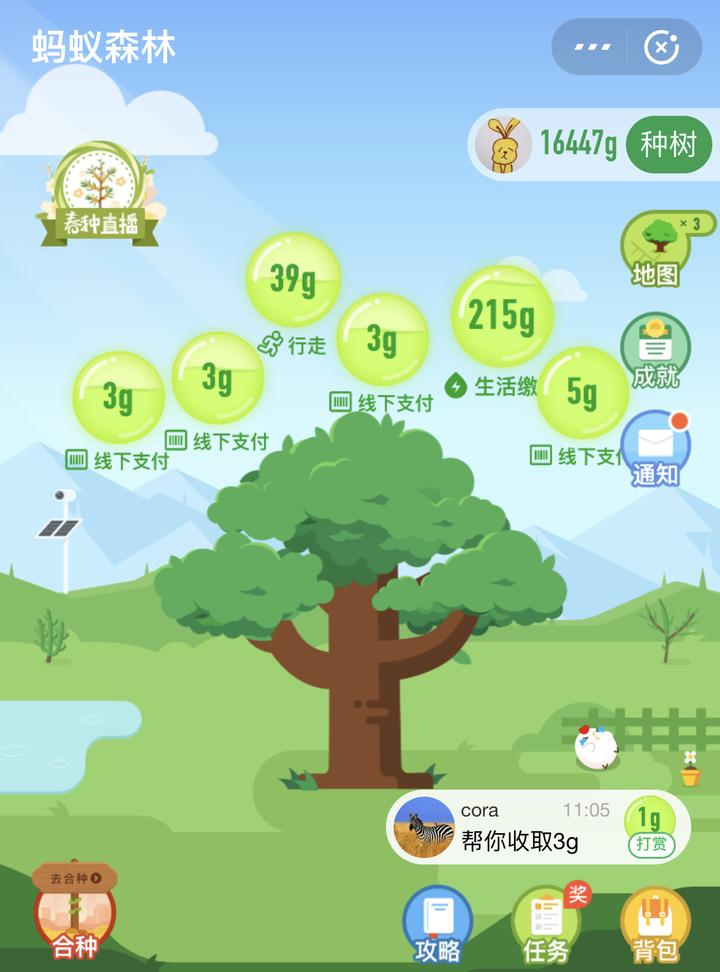 蚂蚁森林
16447g
种树
春种直播
× 3
地图
39g
行走
215g
生活缴
3g
线下支付
3g
线下支付
3g
线下支付
5g
线下支付
成就
通知
cora
11:05
帮你收取3g
1g
打赏
去合种
合种
攻略
奖
任务
背包